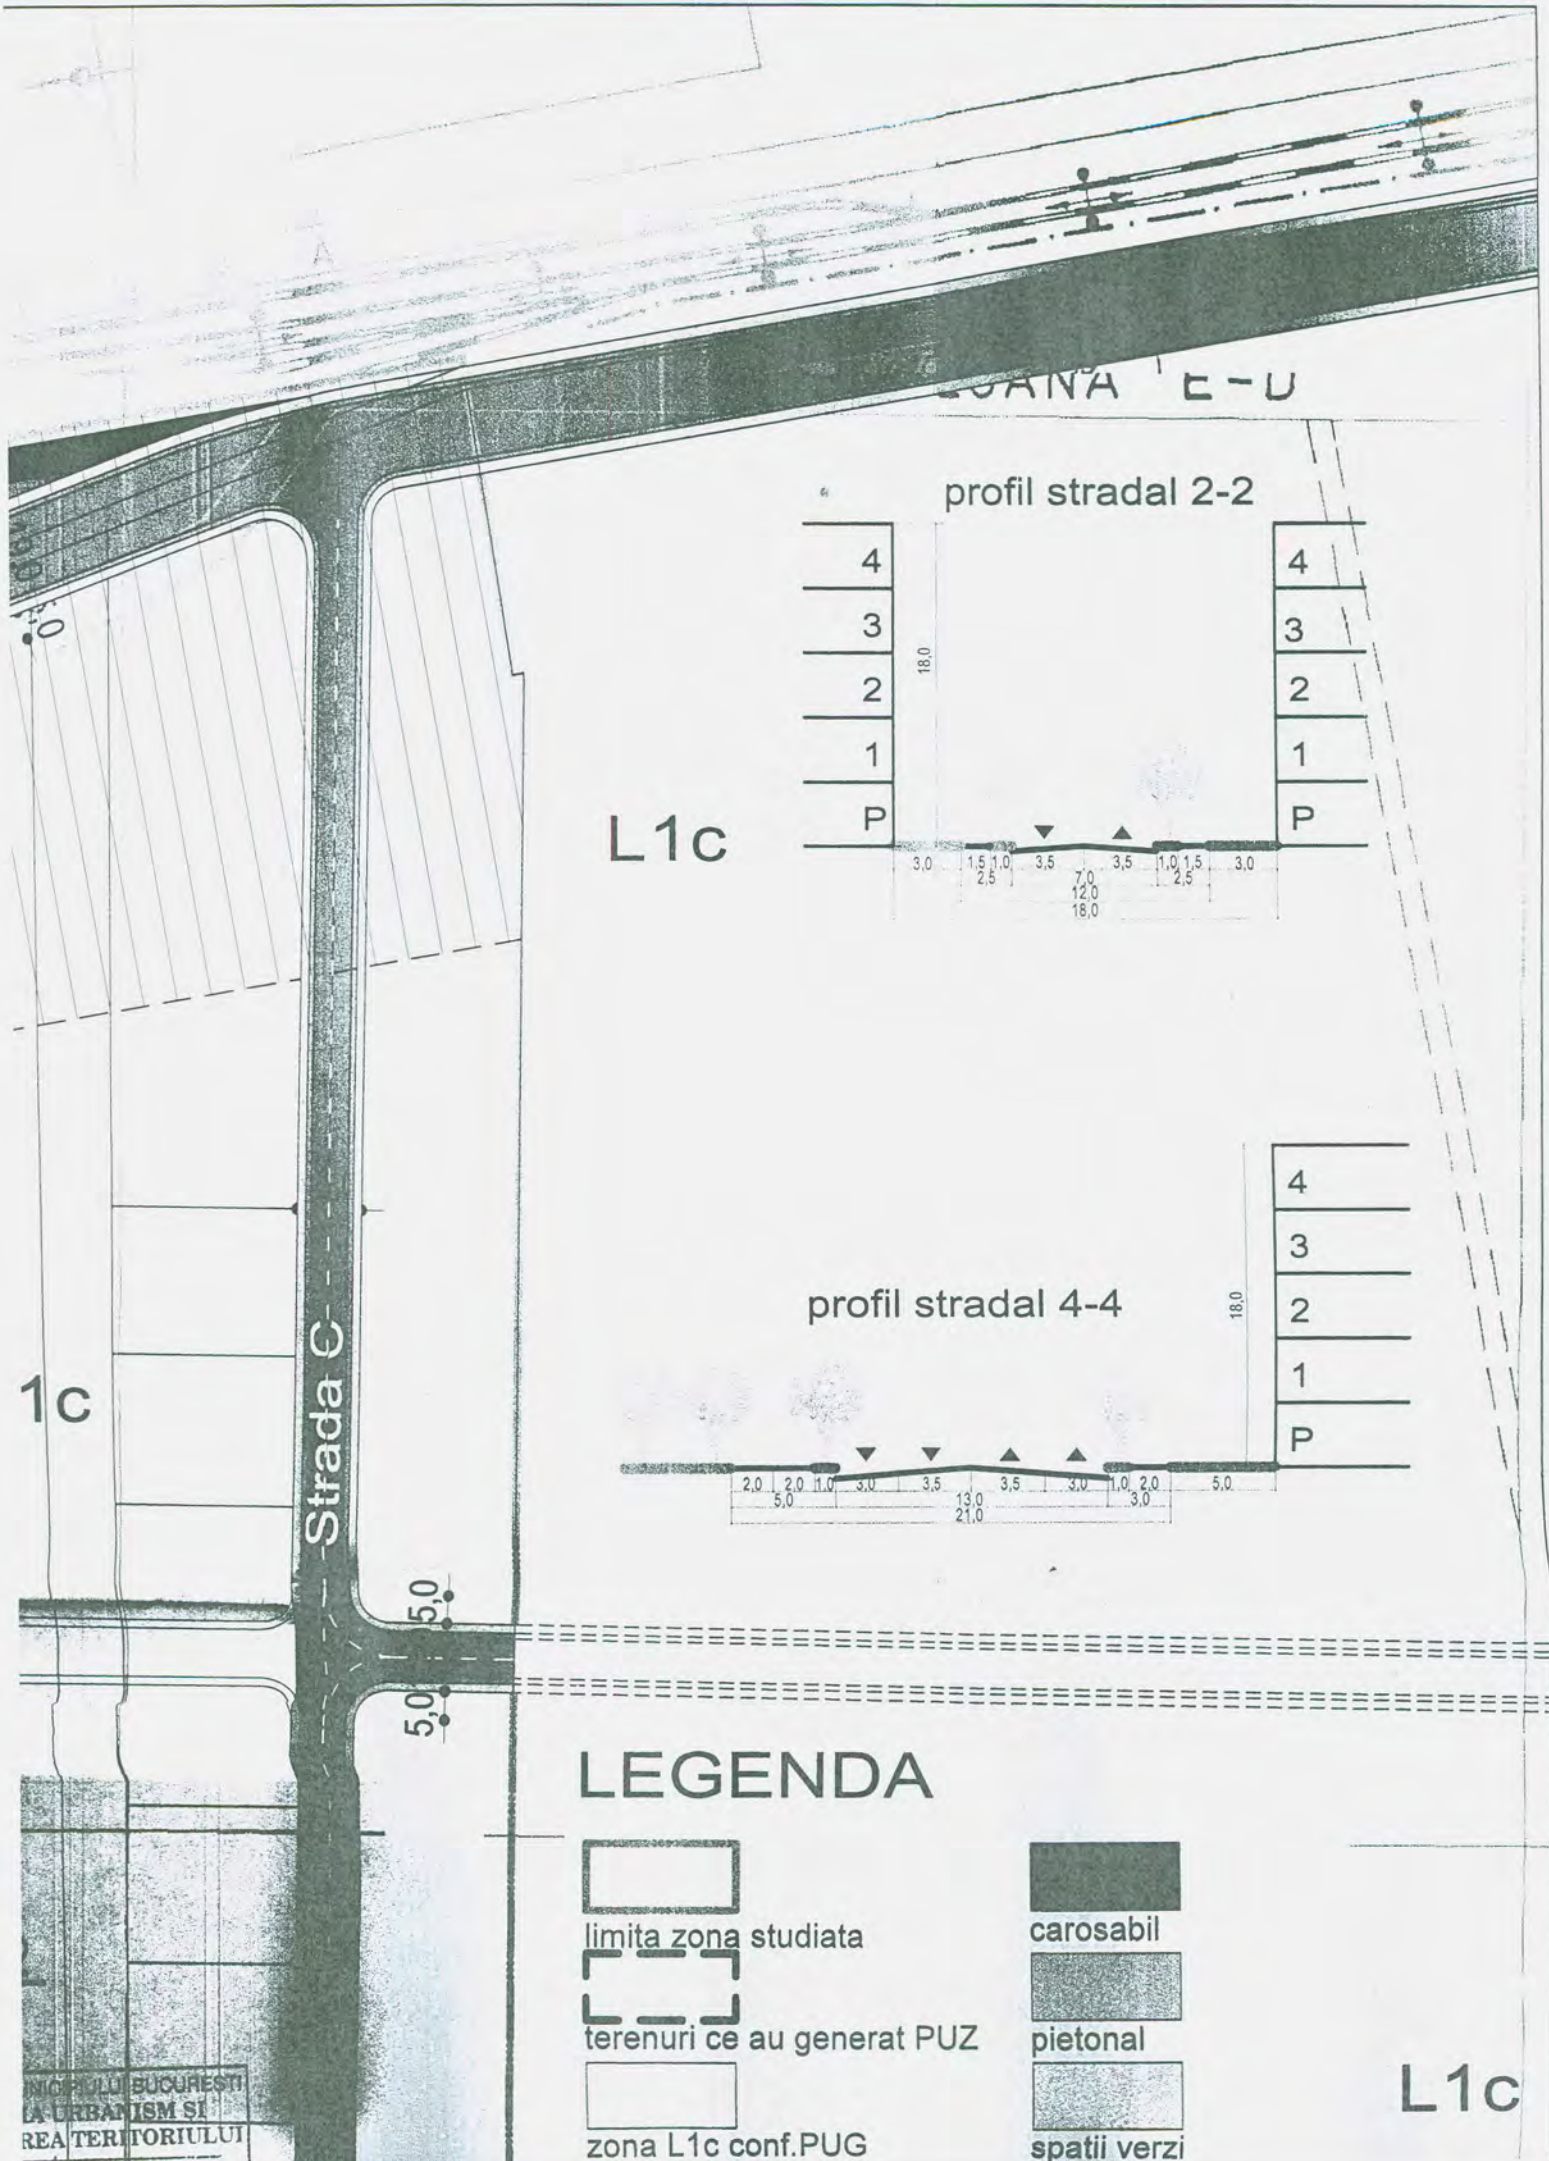 E-D
profil stradal 2-2
4 4
3 3
18,0
2 2
1 1
P P
L1c
3,0 1,5 1,0 3,5 3,5 1,0 1,5 3,0
2,5 7,0 2,5
12,0
18,0
4
3
profil stradal 4-4
18,0
2
1
P
2,0 2,0 1,0 3,0 3,5 3,5 3,0 1,0 2,0 5,0
5,0 13,0 3,0
21,0
1c
Strada C
5,0
5,0
LEGENDA
limita zona studiata
terenuri ce au generat PUZ
zona L1c conf.PUG
carosabil
pietonal
spatii verzi
L1c
BUCURESTI
URBANISM SI
TERITORIULUI